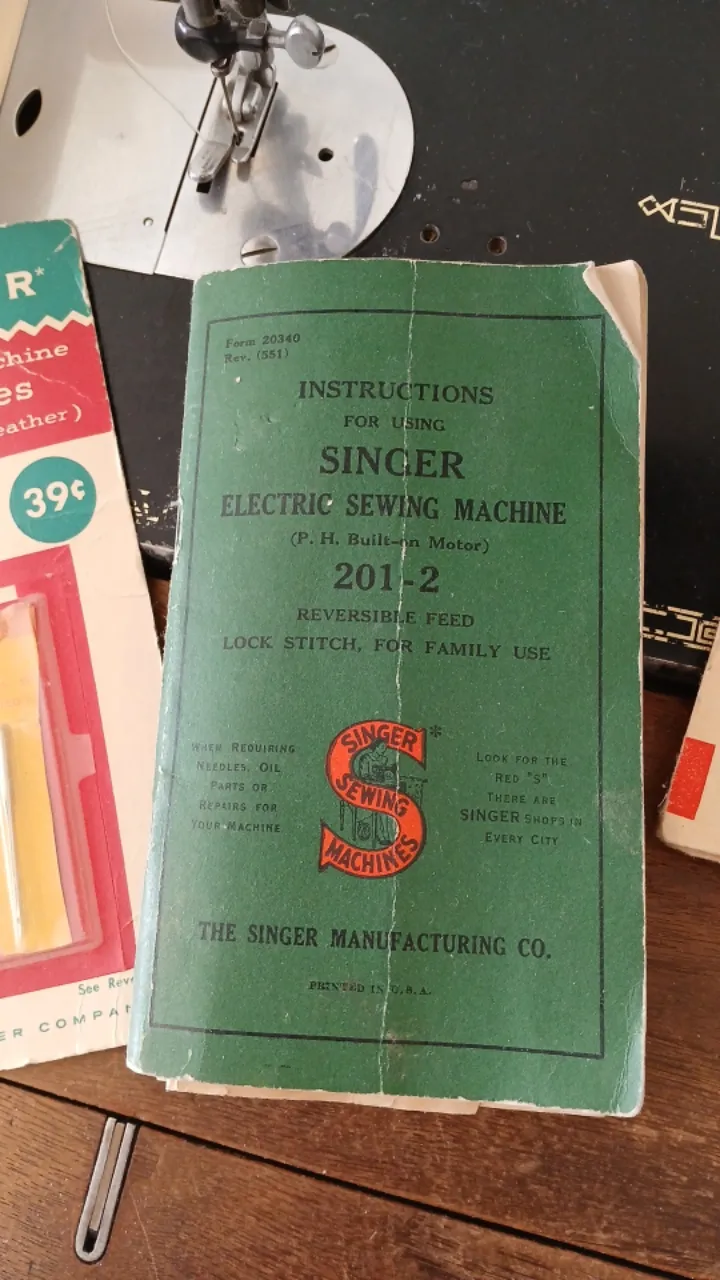 R*
chine
es
eather)
39¢
See Reve
ER COMPAN
Form 20340
Rev. (551)
INSTRUCTIONS
FOR USING
SINGER
ELECTRIC SEWING MACHINE
(P. H. Built-on Motor)
201-2
REVERSIBLE FEED
LOCK STITCH, FOR FAMILY USE
WHEN REQUIRING
NEEDLES, OIL
PARTS OR
REPAIRS FOR
YOUR MACHINE
SINGER *
SEWING
MACHINES
LOOK FOR THE
RED "S"
THERE ARE
SINGER SHOPS IN
EVERY CITY
THE SINGER MANUFACTURING CO.
PRINTED IN U.S.A.